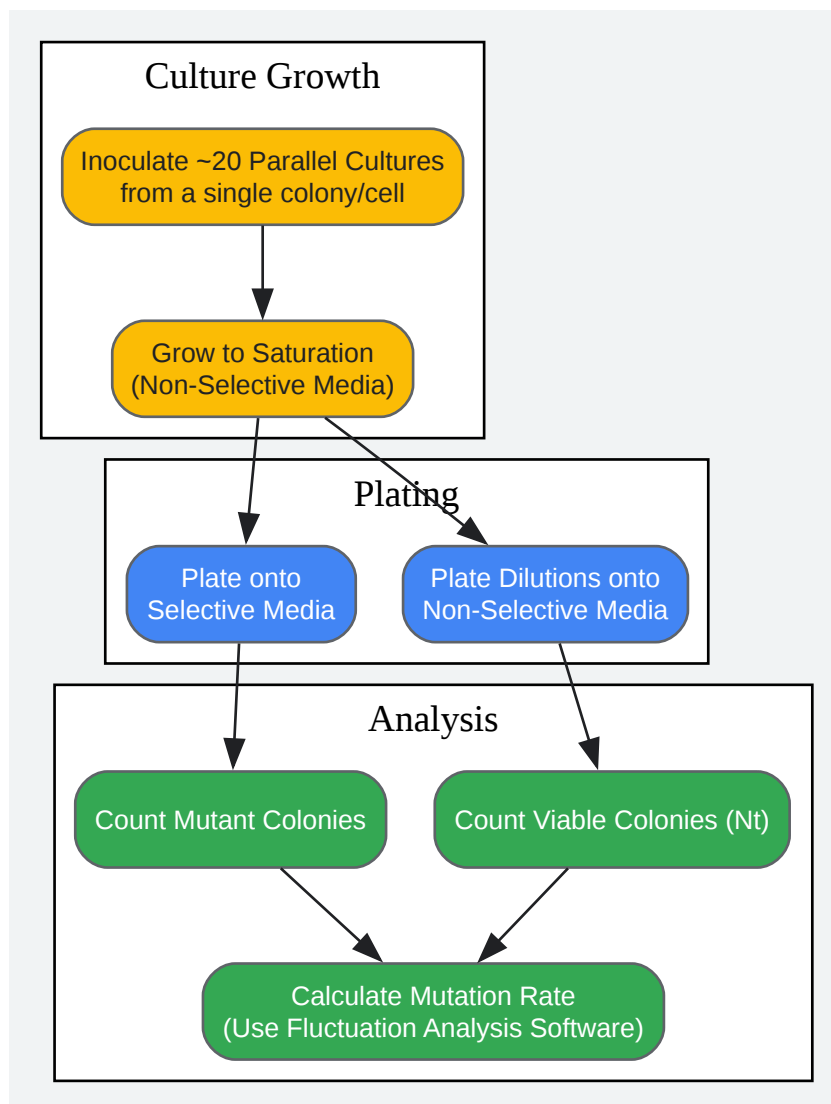 Culture Growth
Inoculate ~20 Parallel Cultures
from a single colony/cell
Grow to Saturation
(Non-Selective Media)
Plating
Plate onto
Selective Media
Plate Dilutions onto
Non-Selective Media
Analysis
Count Mutant Colonies
Count Viable Colonies (Nt)
Calculate Mutation Rate
(Use Fluctuation Analysis Software)